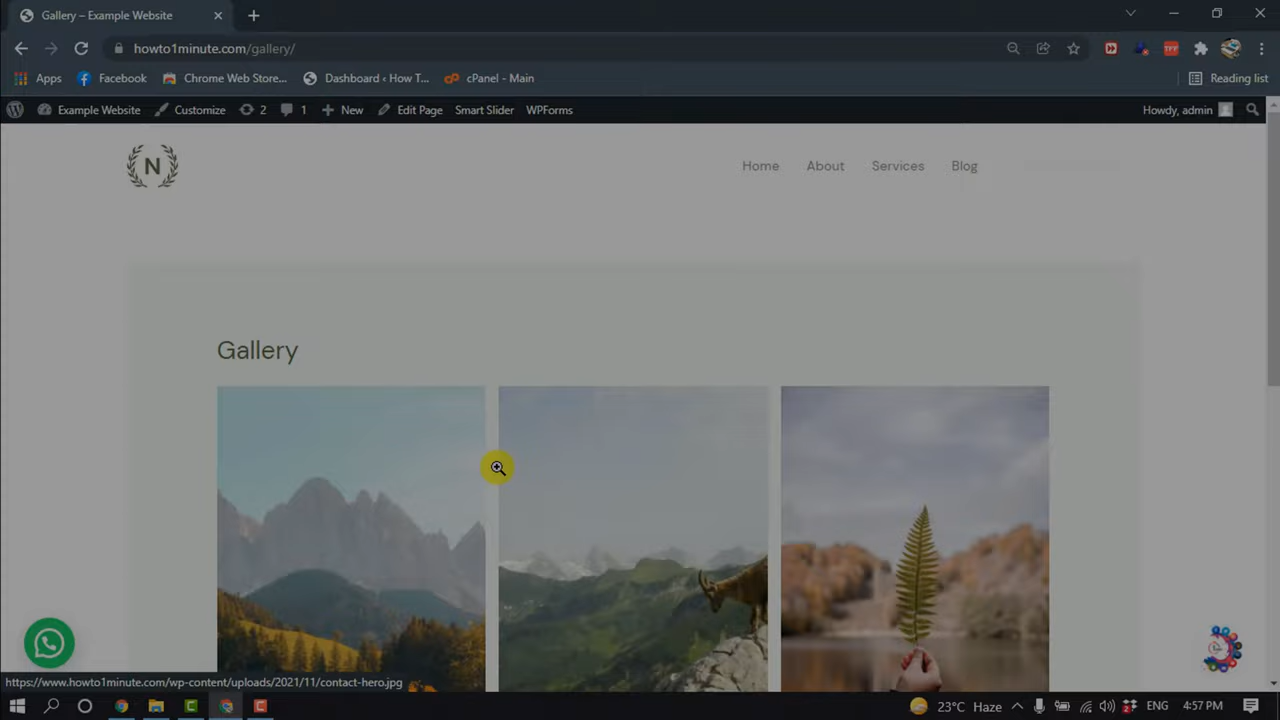 Gallery – Example Website
howto1minute.com/gallery/
TFF
Apps
Facebook
Chrome Web Store...
Dashboard ‹ How T...
cPanel - Main
Reading list
Example Website
Customize
2
1
New
Edit Page
Smart Slider
WPForms
Howdy, admin
N
Home
About
Services
Blog
Gallery
https://www.howto1minute.com/wp-content/uploads/2021/11/contact-hero.jpg
23°C Haze
ENG
4:57 PM